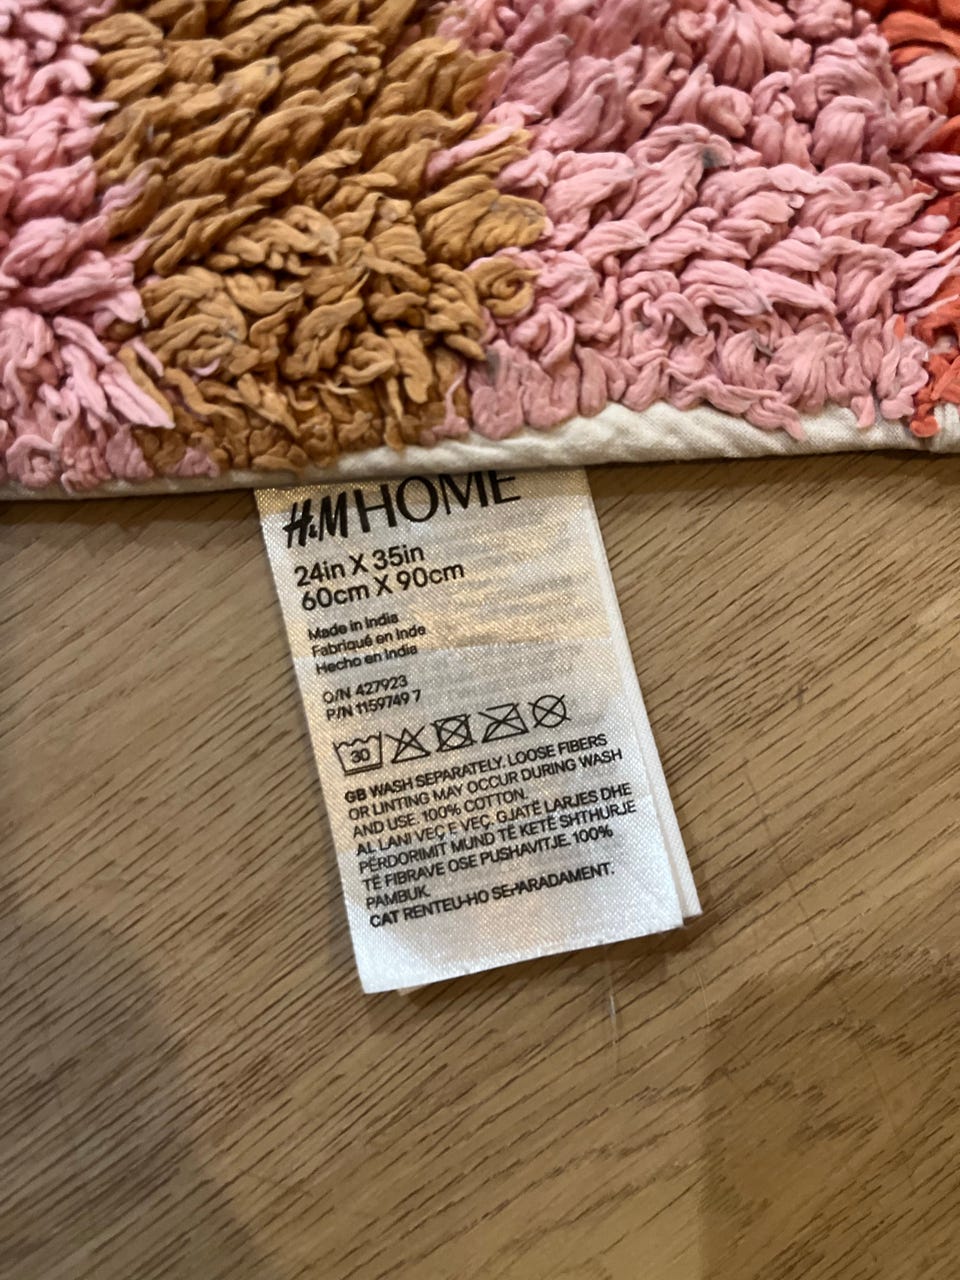 H&M HOME
24in X 35in
60cm X 90cm
Made in India
Fabriqué en Inde
Hecho en India
O/N 427923
P/N 1159749 7
30
GB WASH SEPARATELY. LOOSE FIBERS
OR LINTING MAY OCCUR DURING WASH
AND USE. 100% COTTON.
AL LANI VEÇ E VEÇ. GJATË LARJES DHE
PËRDORIMIT MUND TË KETË SHTHURJE
TË FIBRAVE OSE PUSHAVITJE. 100%
PAMBUK.
CAT RENTEU-HO SEPARADAMENT.